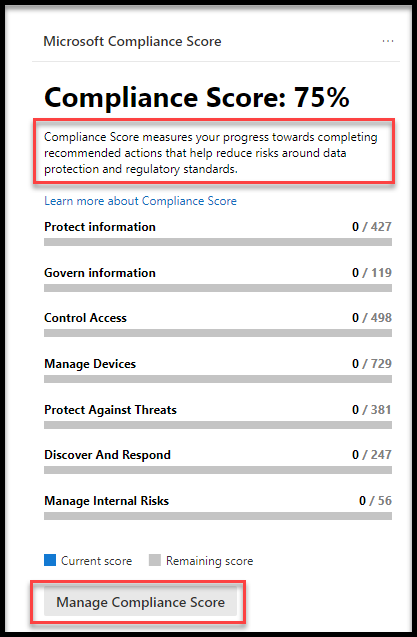 Microsoft Compliance Score
...
Compliance Score: 75%
Compliance Score measures your progress towards completing
recommended actions that help reduce risks around data
protection and regulatory standards.
Learn more about Compliance Score
Protect information 0 / 427
Govern information 0 / 119
Control Access 0 / 498
Manage Devices 0 / 729
Protect Against Threats 0 / 381
Discover And Respond 0 / 247
Manage Internal Risks 0 / 56
Current score Remaining score
Manage Compliance Score